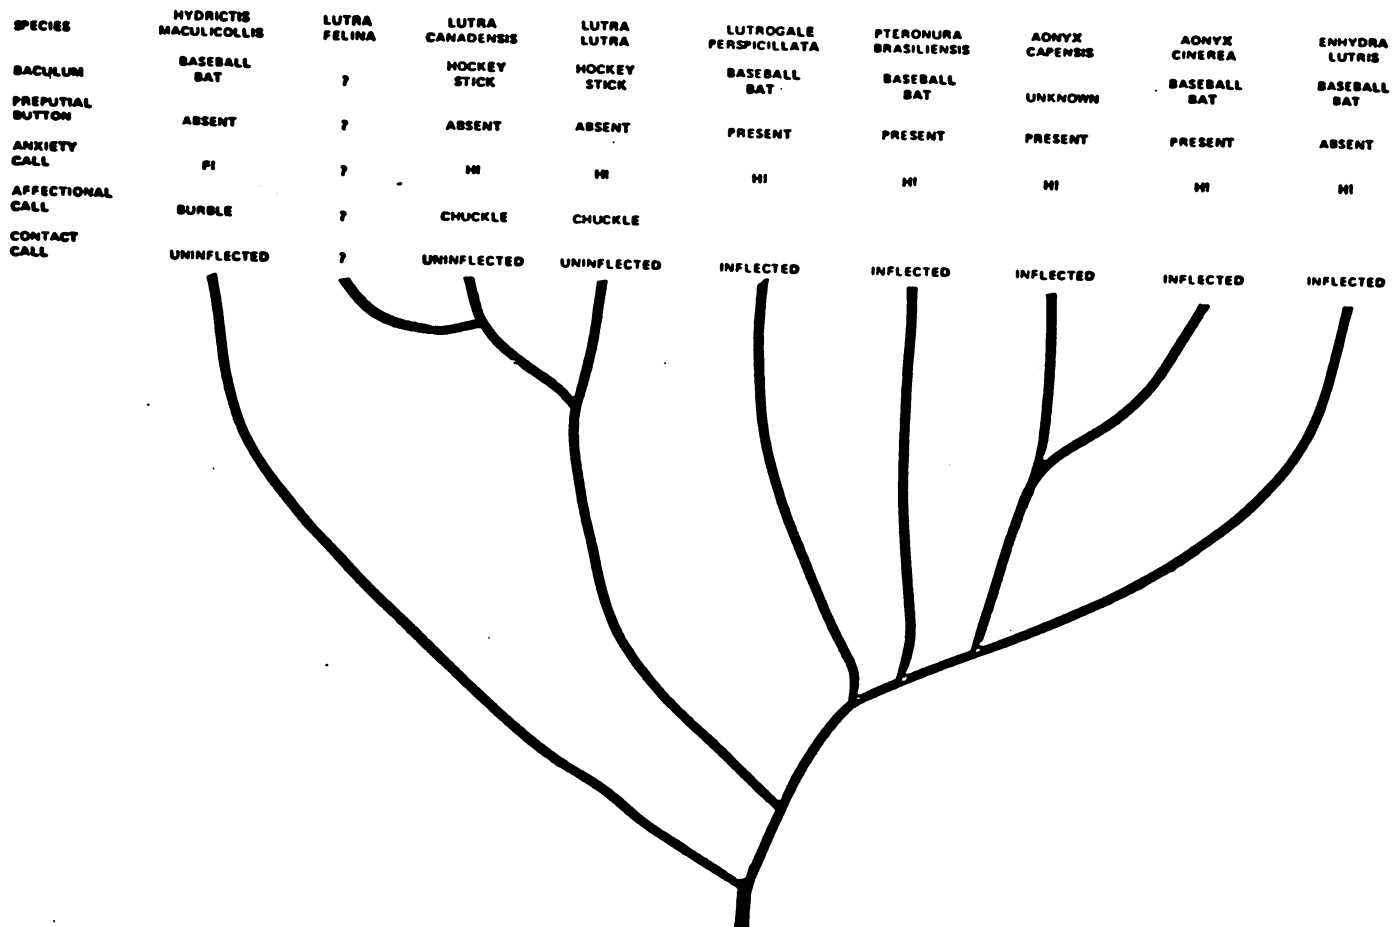 SPECIES HYDRICTIS MACULICOLLIS LUTRA FELINA LUTRA CANADENSIS LUTRA LUTRA LUTROGALE PERSPICILLATA PTERONURA BRASILIENSIS AONYX CAPENSIS AONYX CINEREA ENHYDRA LUTRIS
BACULUM BASEBALL BAT ? HOCKEY STICK HOCKEY STICK BASEBALL BAT BASEBALL BAT UNKNOWN BASEBALL BAT BASEBALL BAT
PREPUTIAL BUTTON ABSENT ? ABSENT ABSENT PRESENT PRESENT PRESENT PRESENT ABSENT
ANXIETY CALL FI ? HI HI HI HI HI HI HI
AFFECTIONAL CALL BURBLE ? CHUCKLE CHUCKLE
CONTACT CALL UNINFLECTED ? UNINFLECTED UNINFLECTED INFLECTED INFLECTED INFLECTED INFLECTED INFLECTED